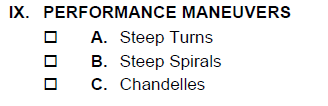 IX. PERFORMANCE MANEUVERS
☐ A. Steep Turns
☐ B. Steep Spirals
☐ C. Chandelles